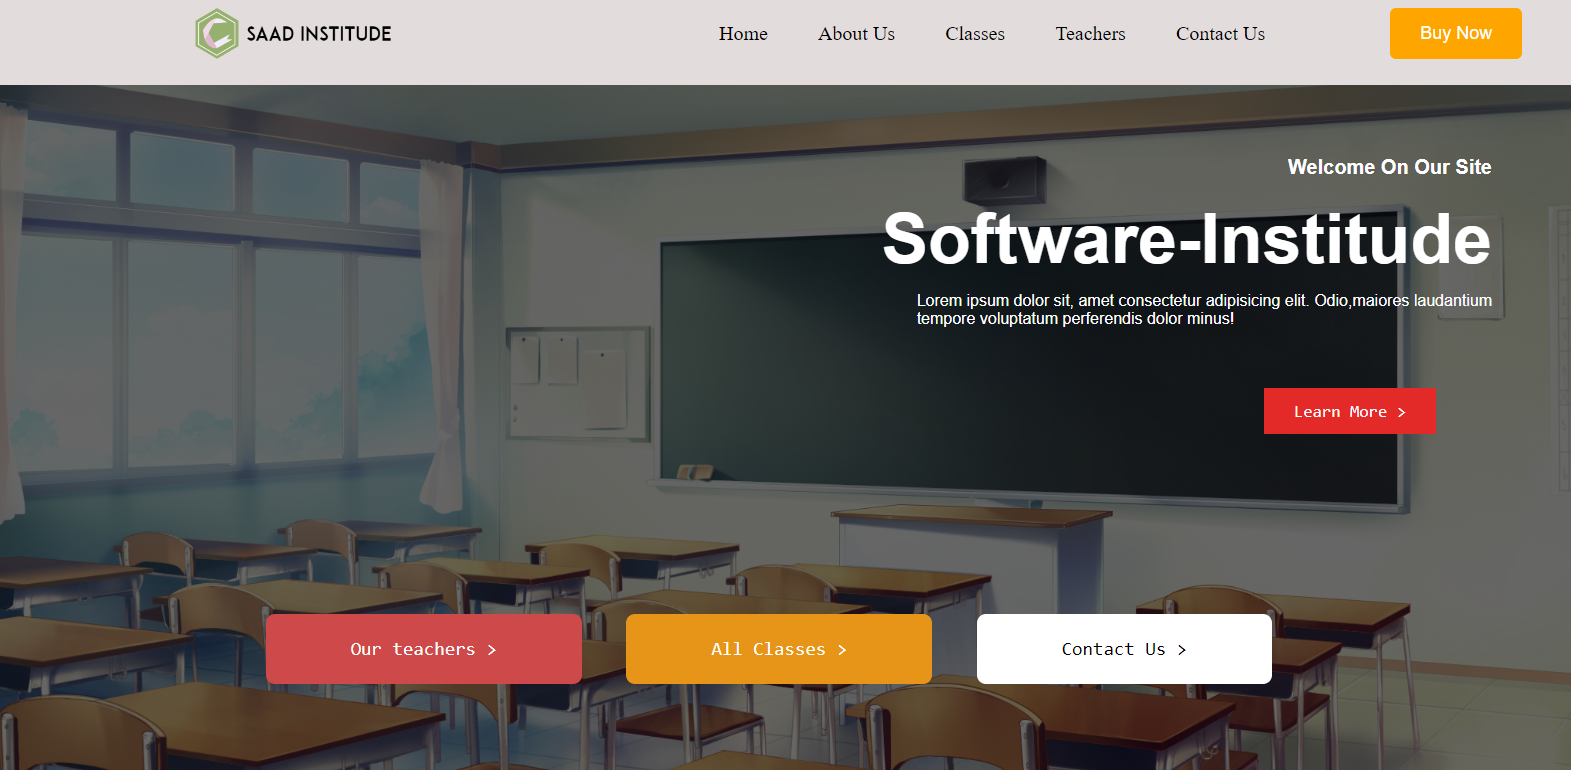 SAAD INSTITUDE
Home
About Us
Classes
Teachers
Contact Us
Buy Now
Welcome On Our Site
Software-Institude
Lorem ipsum dolor sit, amet consectetur adipisicing elit. Odio,maiores laudantium
tempore voluptatum perferendis dolor minus!
Learn More >
Our teachers >
All Classes >
Contact Us >